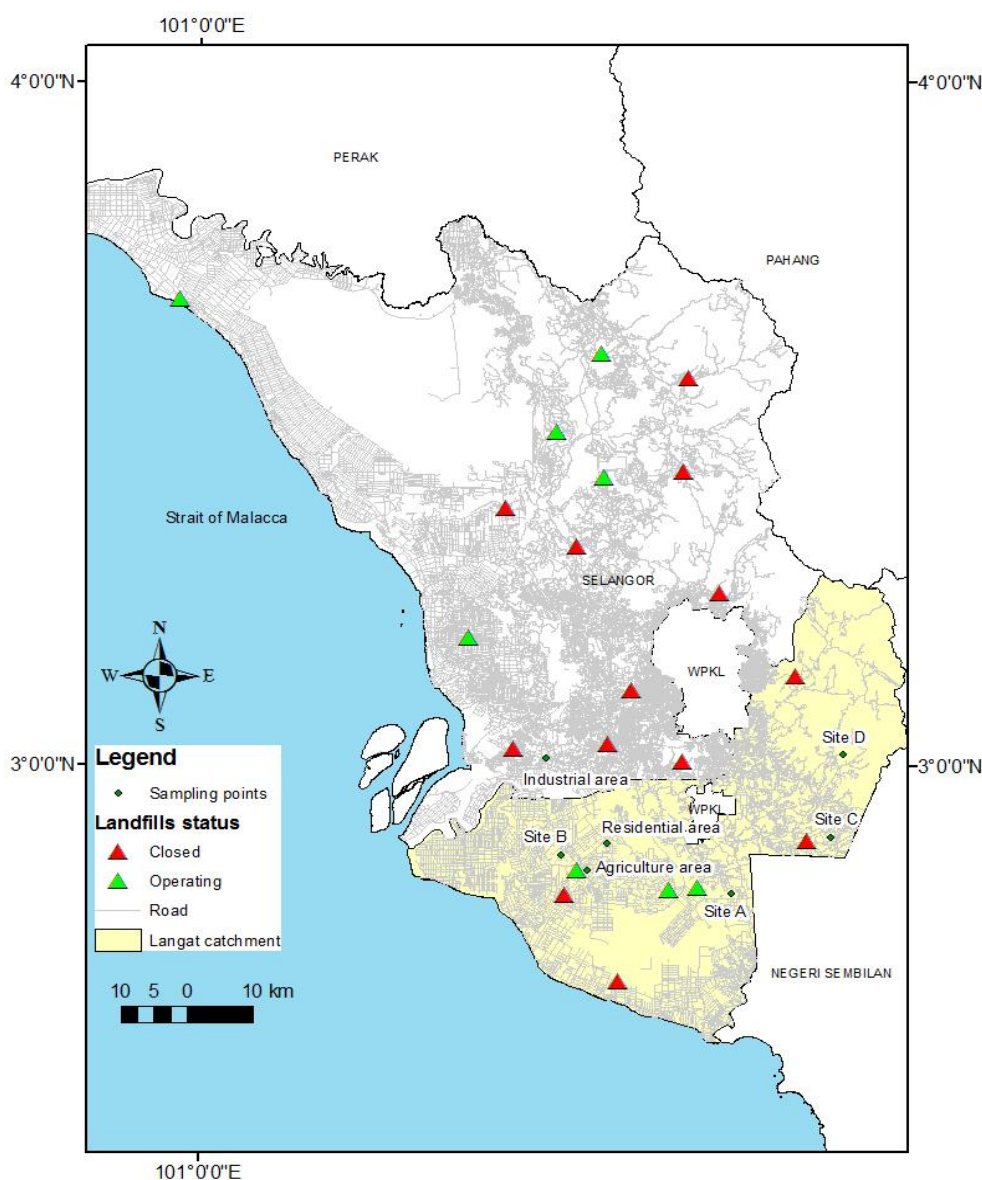 101°0'0"E
4°0'0"N
4°0'0"N
PERAK
PAHANG
Strait of Malacca
SELANGOR
N
W
E
S
WPKL
3°0'0"N
3°0'0"N
Legend
Sampling points
Landfills status
Closed
Operating
Road
Langat catchment
10 5 0 10 km
Site D
Industrial area
WPKL
Site C
Residential area
Site B
Agriculture area
Site A
NEGERI SEMBILAN
101°0'0"E